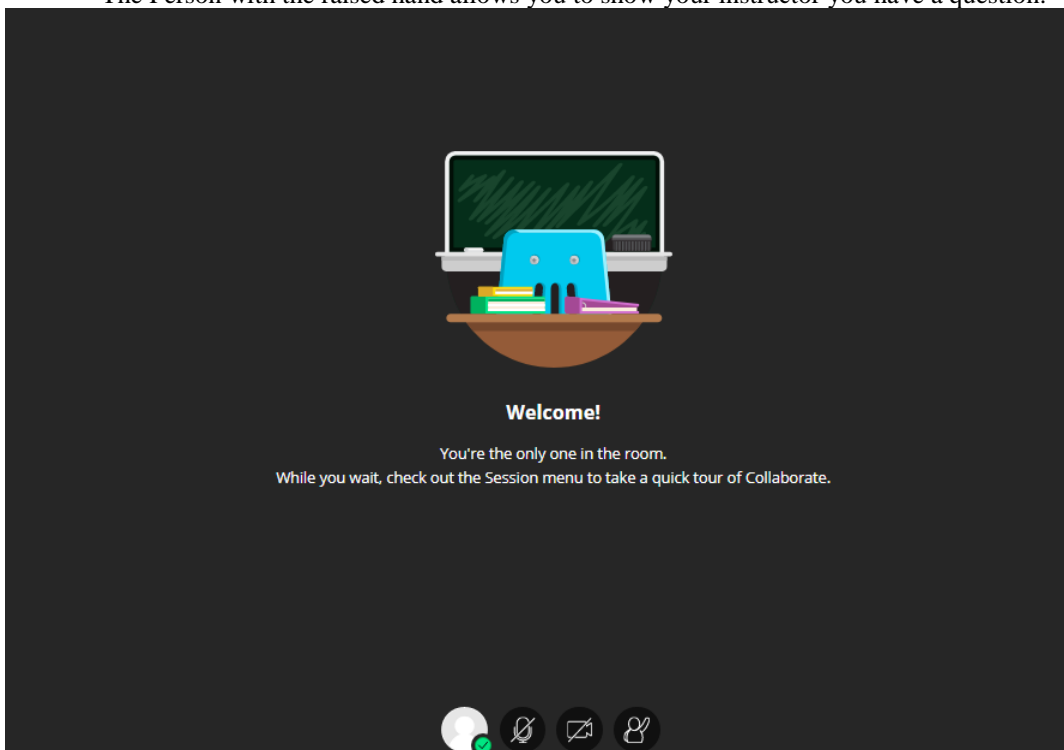 The Person with the raised hand allows you to show your instructor you have a question.
Welcome!
You're the only one in the room.
While you wait, check out the Session menu to take a quick tour of Collaborate.